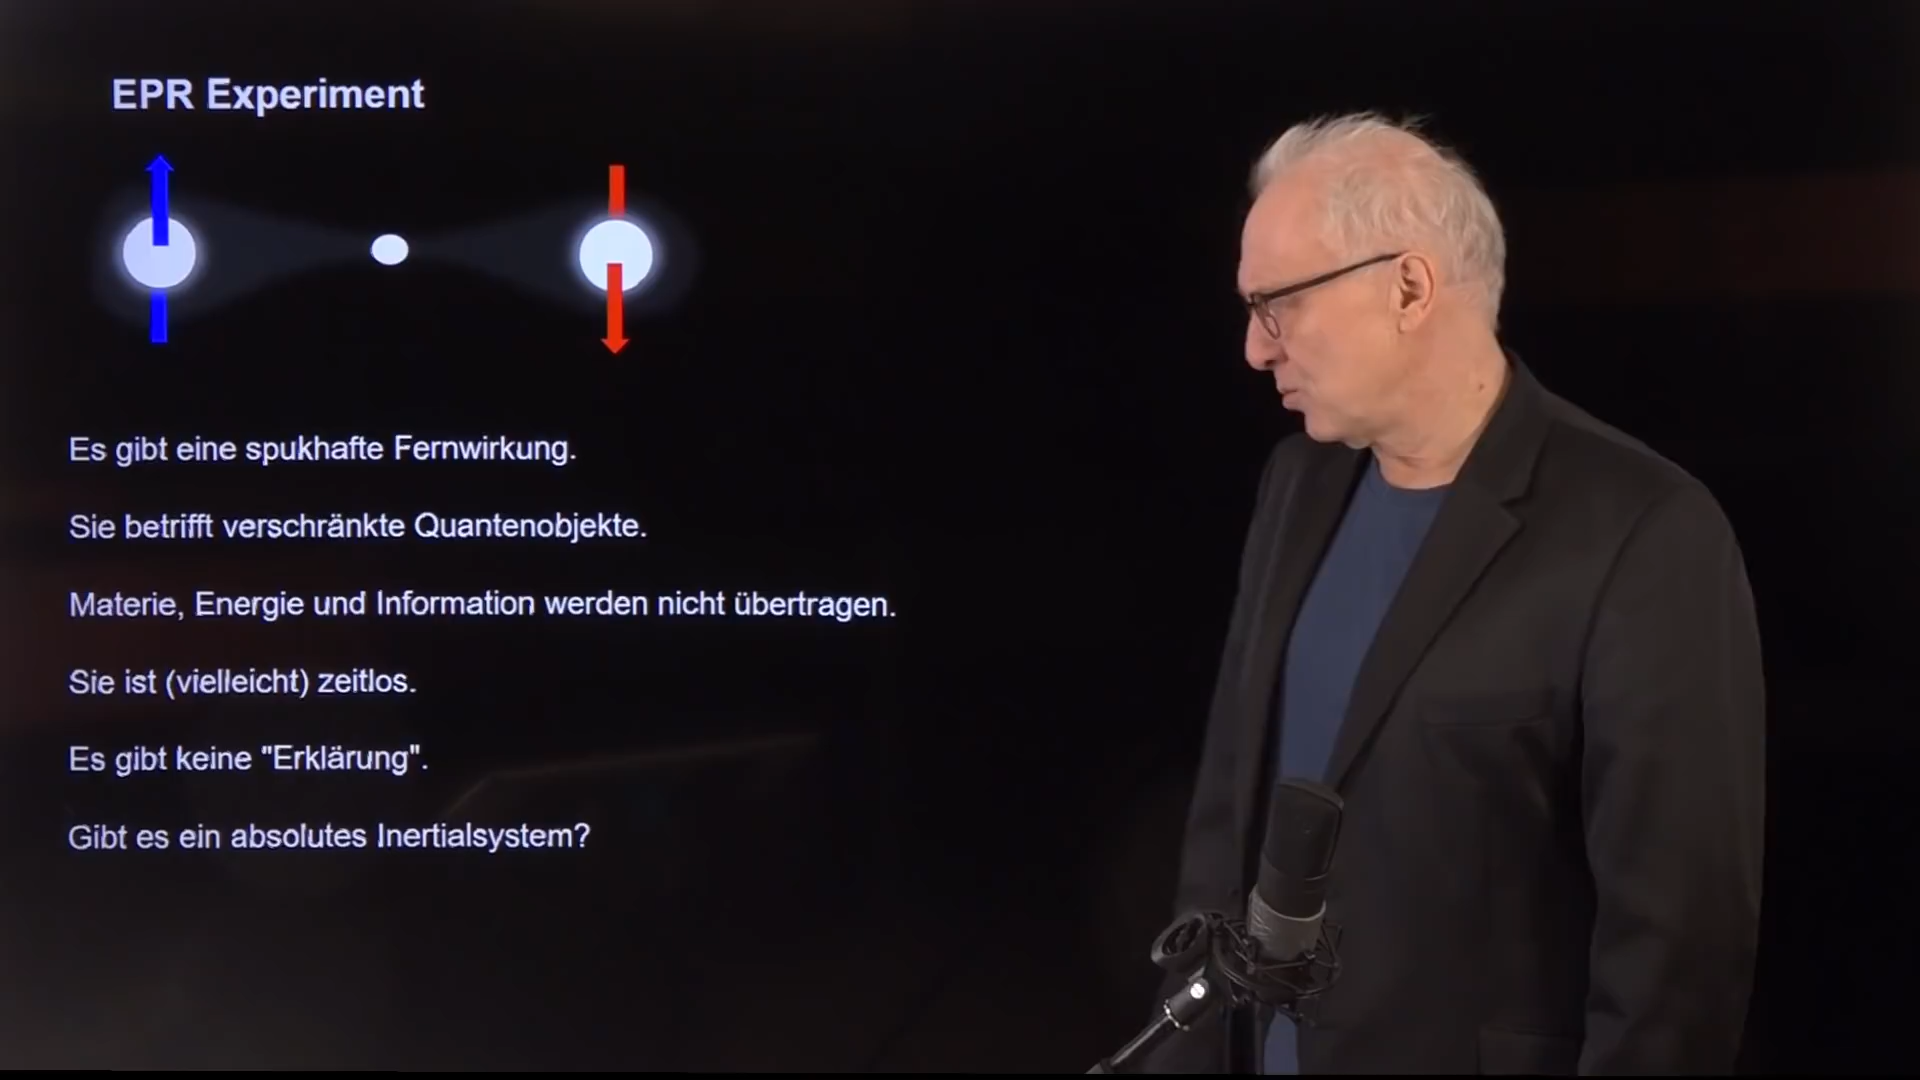 EPR Experiment
Es gibt eine spukhafte Fernwirkung.
Sie betrifft verschränkte Quantenobjekte.
Materie, Energie und Information werden nicht übertragen.
Sie ist (vielleicht) zeitlos.
Es gibt keine "Erklärung".
Gibt es ein absolutes Inertialsystem?